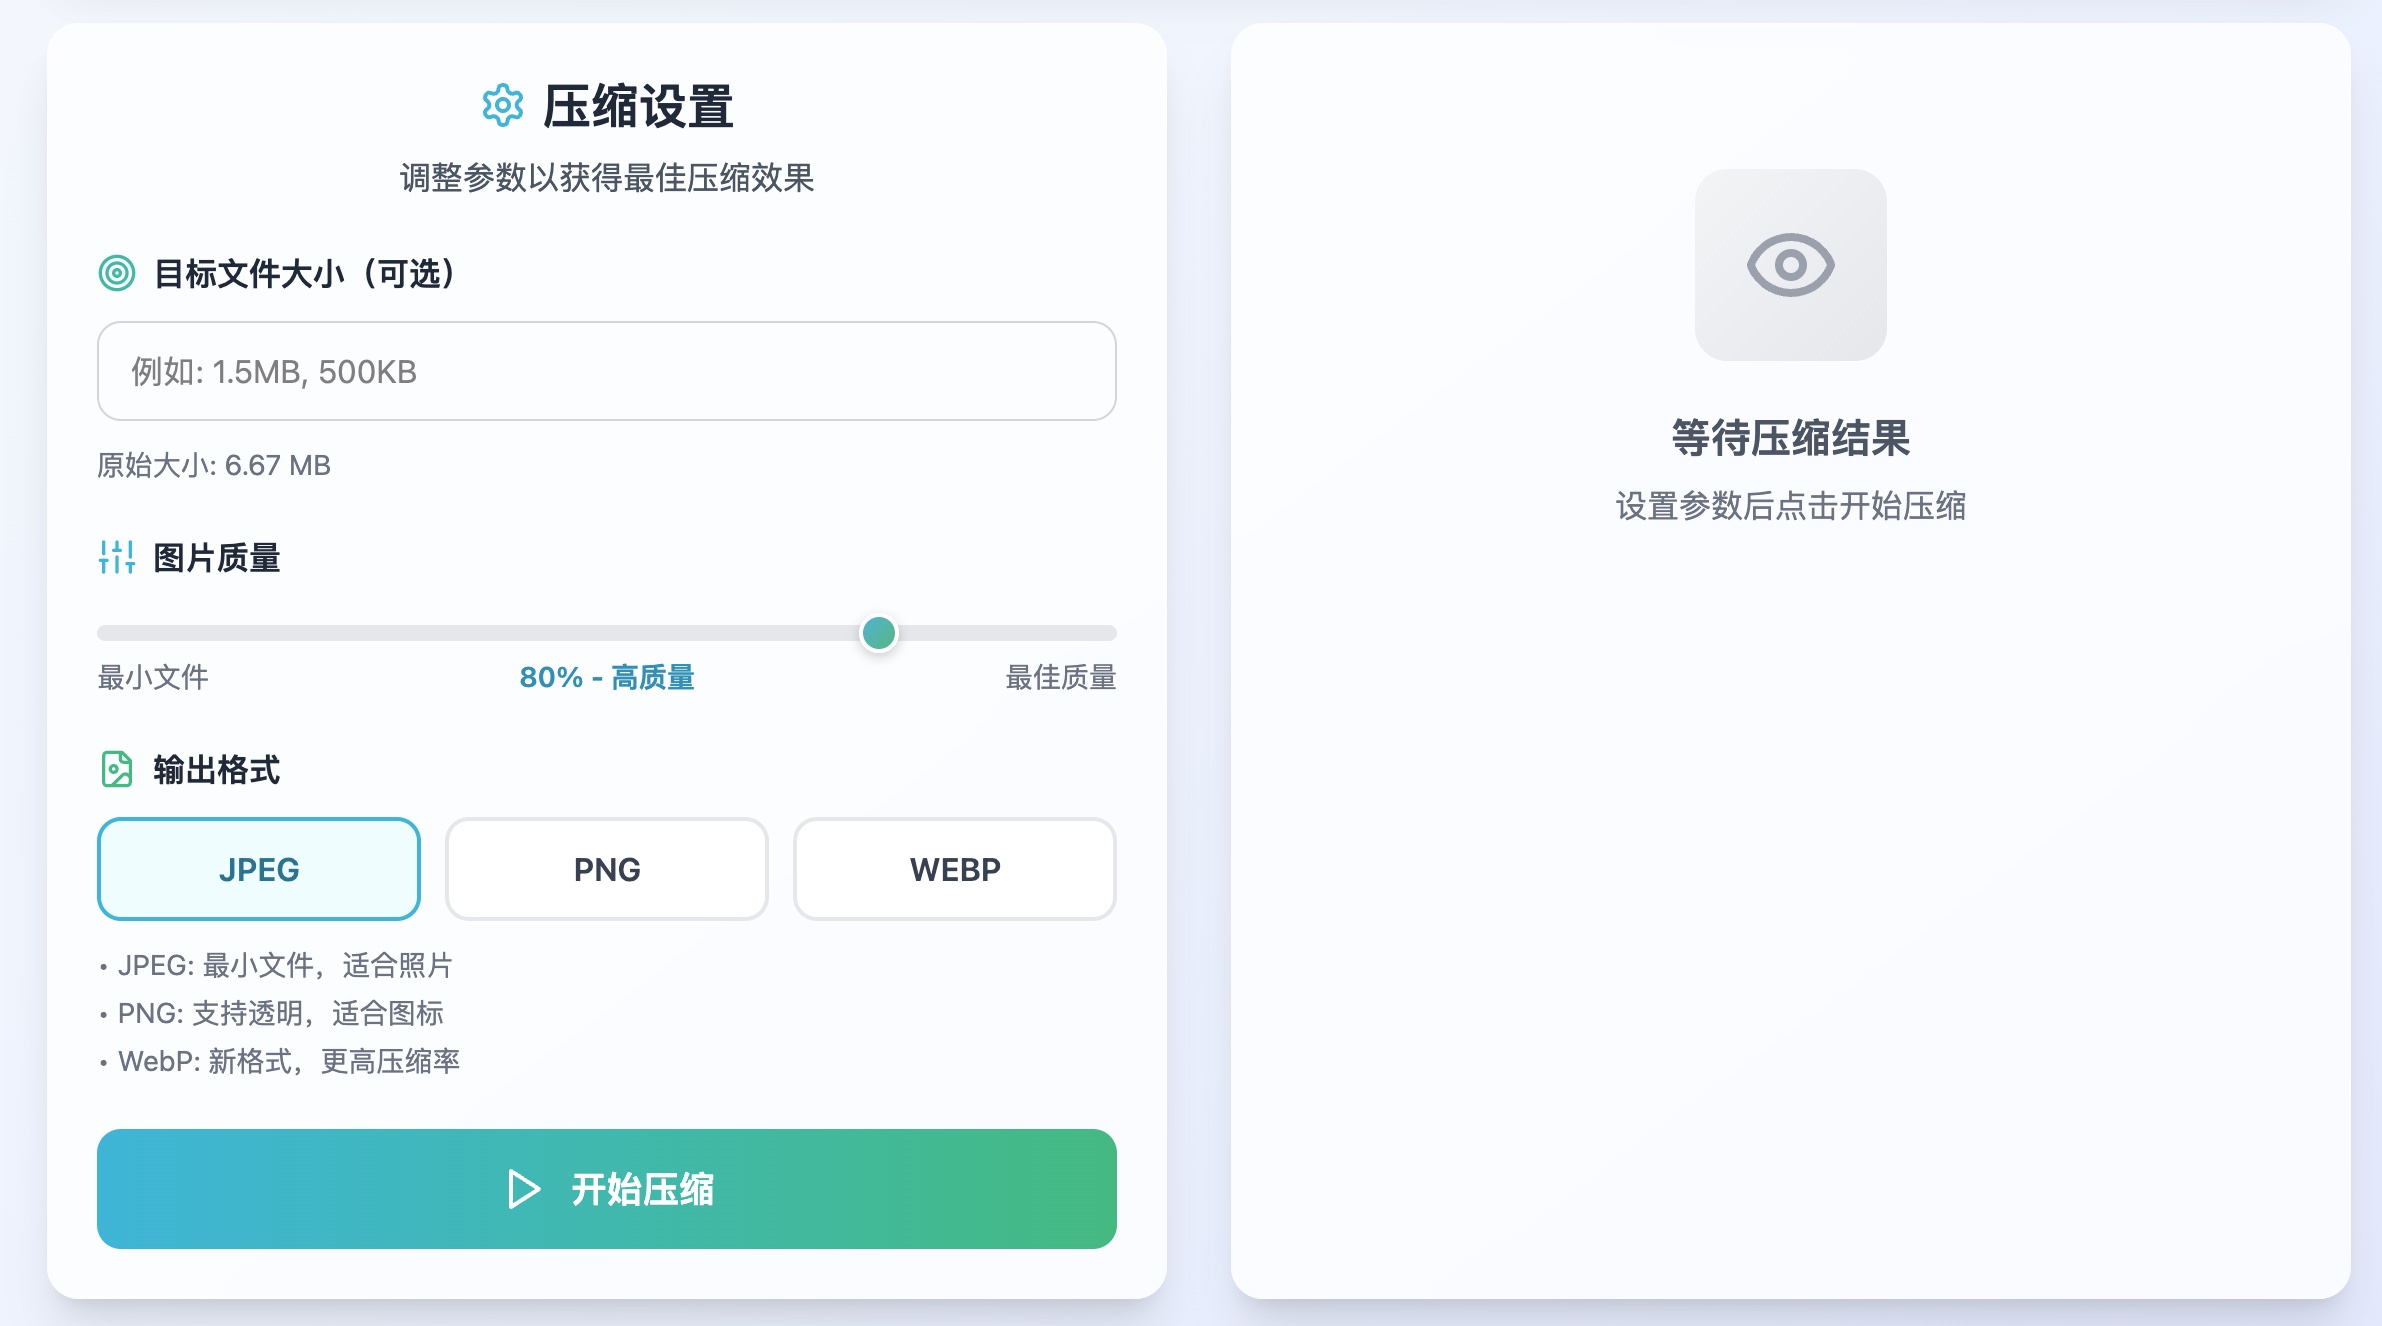 压缩设置
调整参数以获得最佳压缩效果
目标文件大小（可选）
例如: 1.5MB, 500KB
原始大小: 6.67 MB
图片质量
最小文件
80% - 高质量
最佳质量
输出格式
JPEG
PNG
WEBP
• JPEG: 最小文件，适合照片
• PNG: 支持透明，适合图标
• WebP: 新格式，更高压缩率
开始压缩
等待压缩结果
设置参数后点击开始压缩